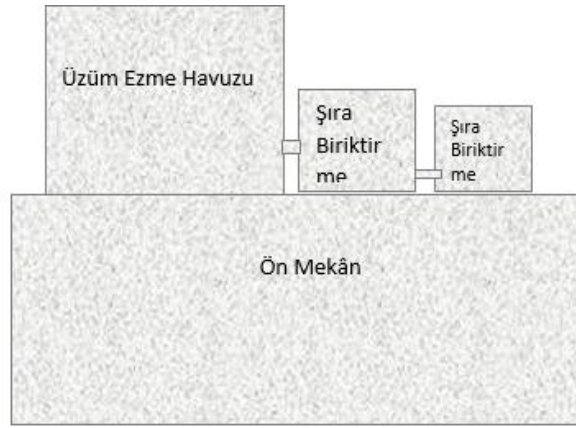 Üzüm Ezme Havuzu
Şıra
Biriktir
me
Şıra
Biriktir
me
Ön Mekân